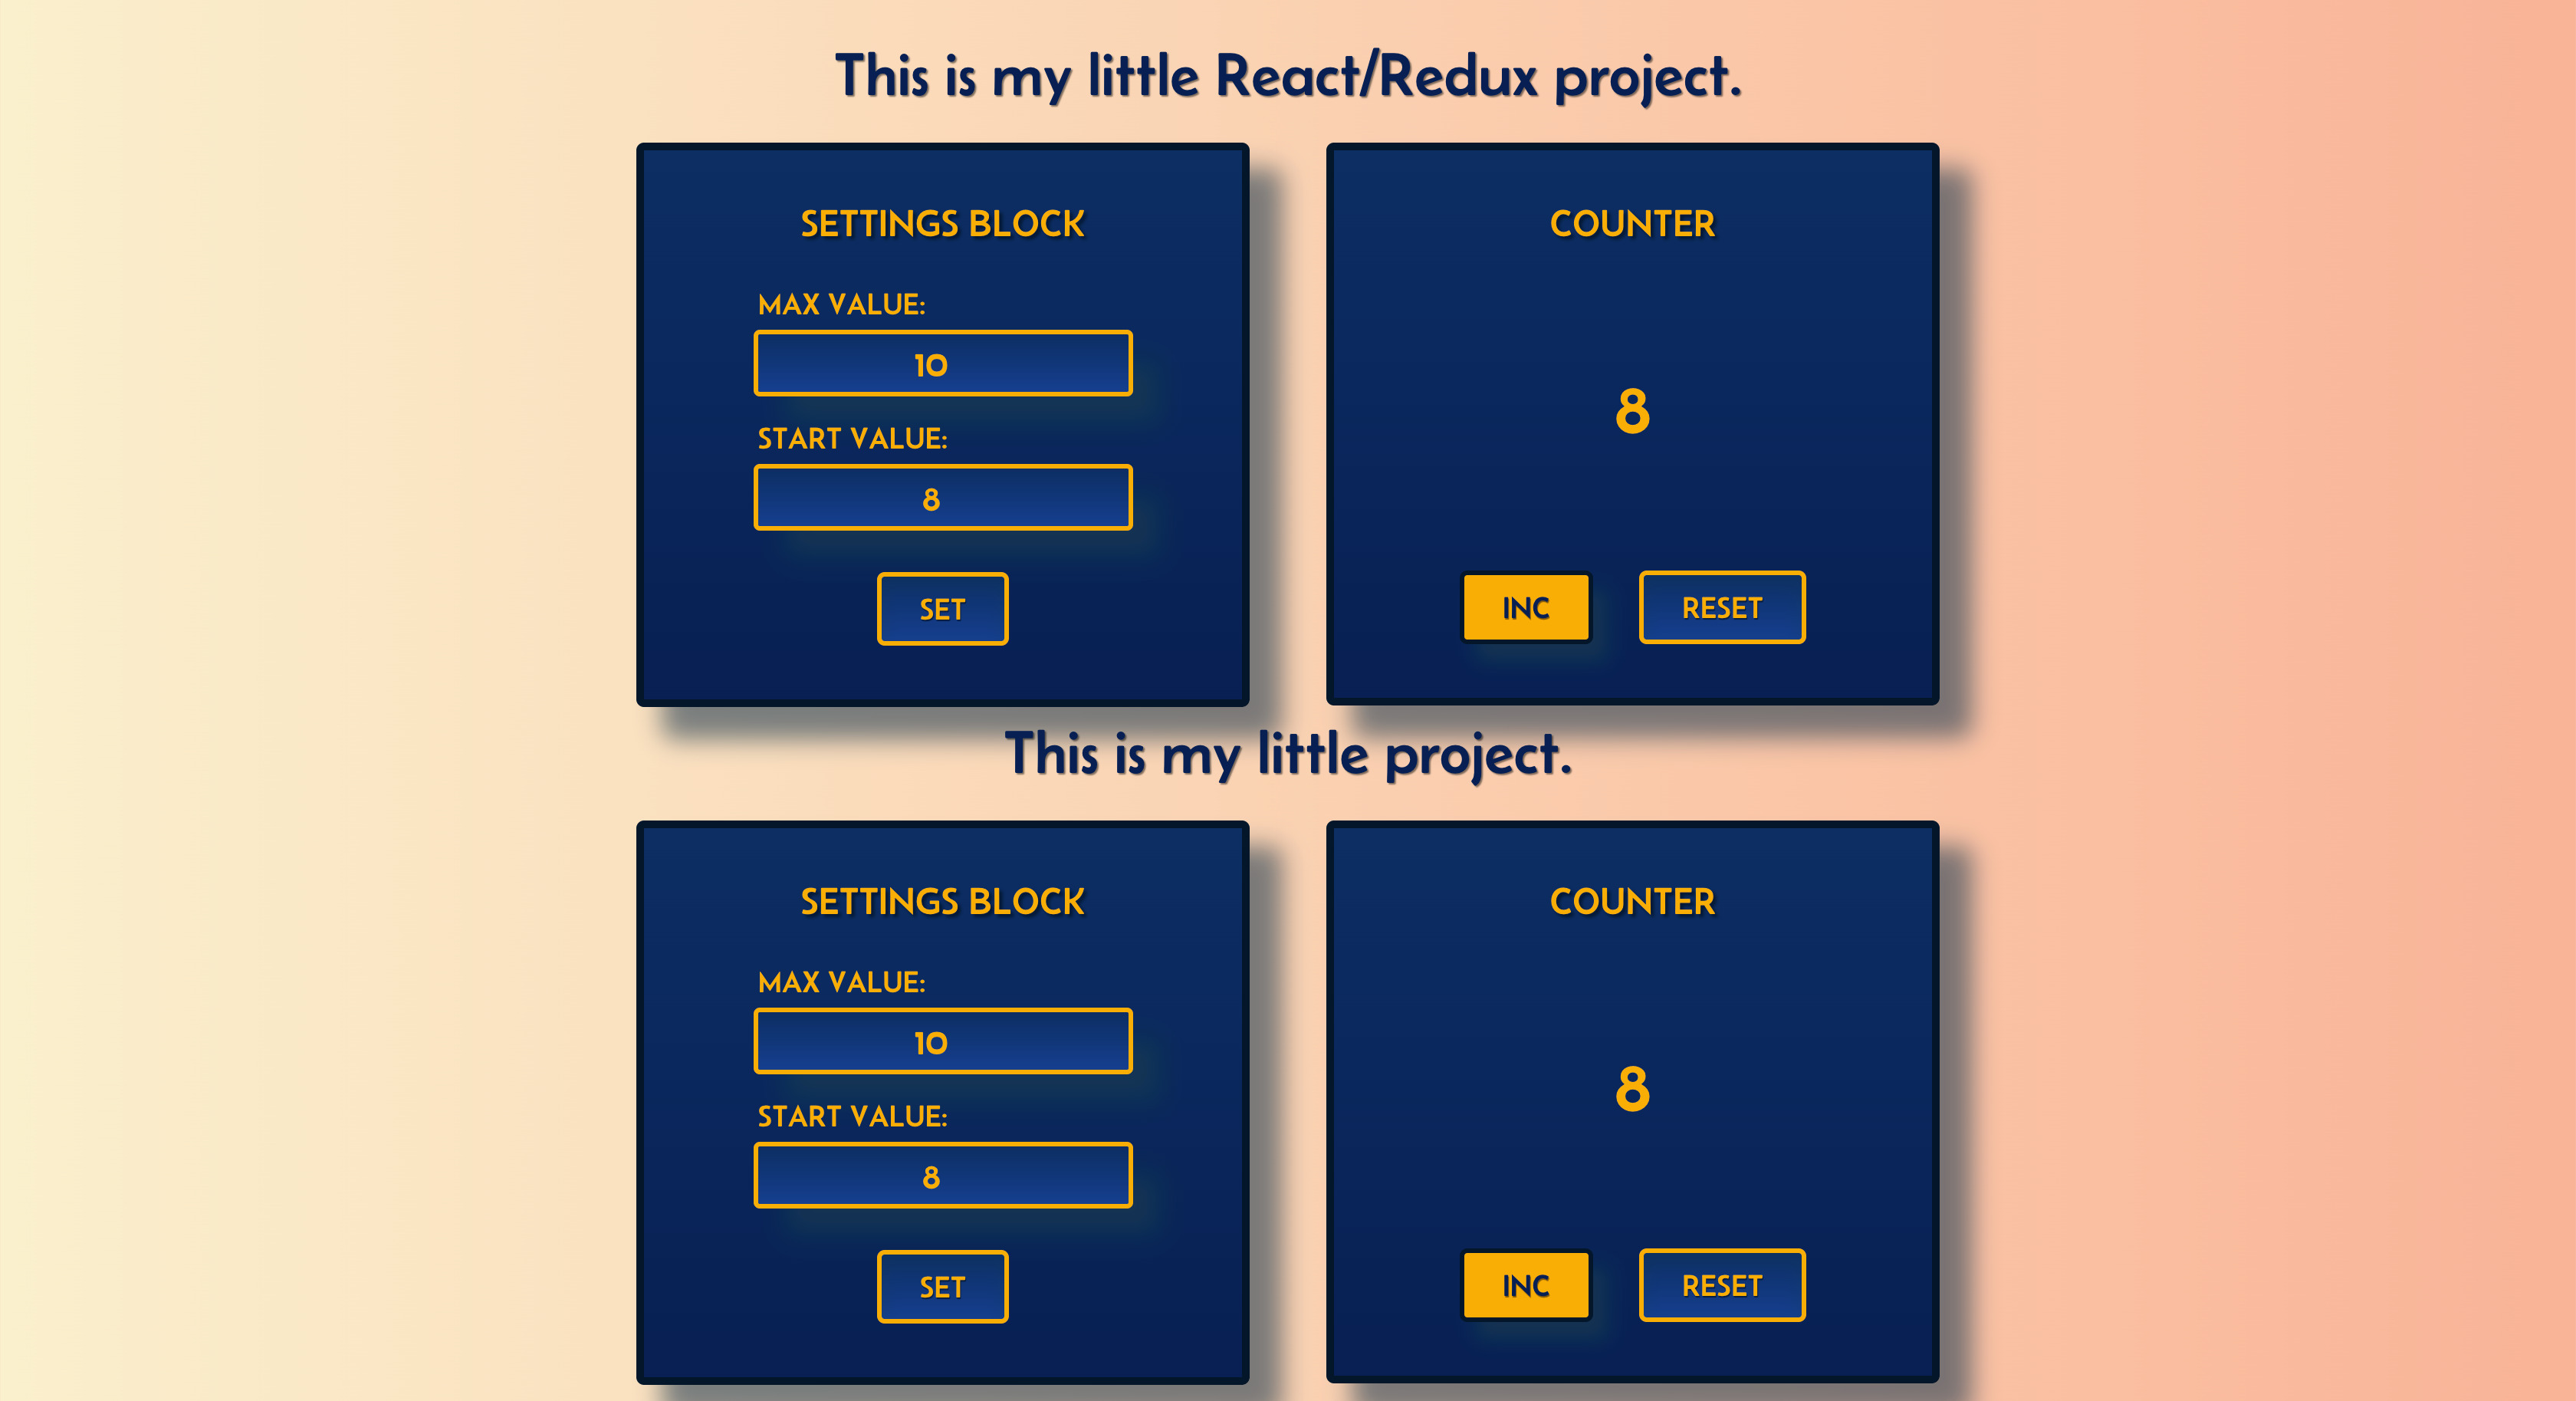 This is my little React/Redux project.
SETTINGS BLOCK
MAX VALUE:
10
START VALUE:
8
SET
COUNTER
8
INC
RESET
This is my little project.
SETTINGS BLOCK
MAX VALUE:
10
START VALUE:
8
SET
COUNTER
8
INC
RESET